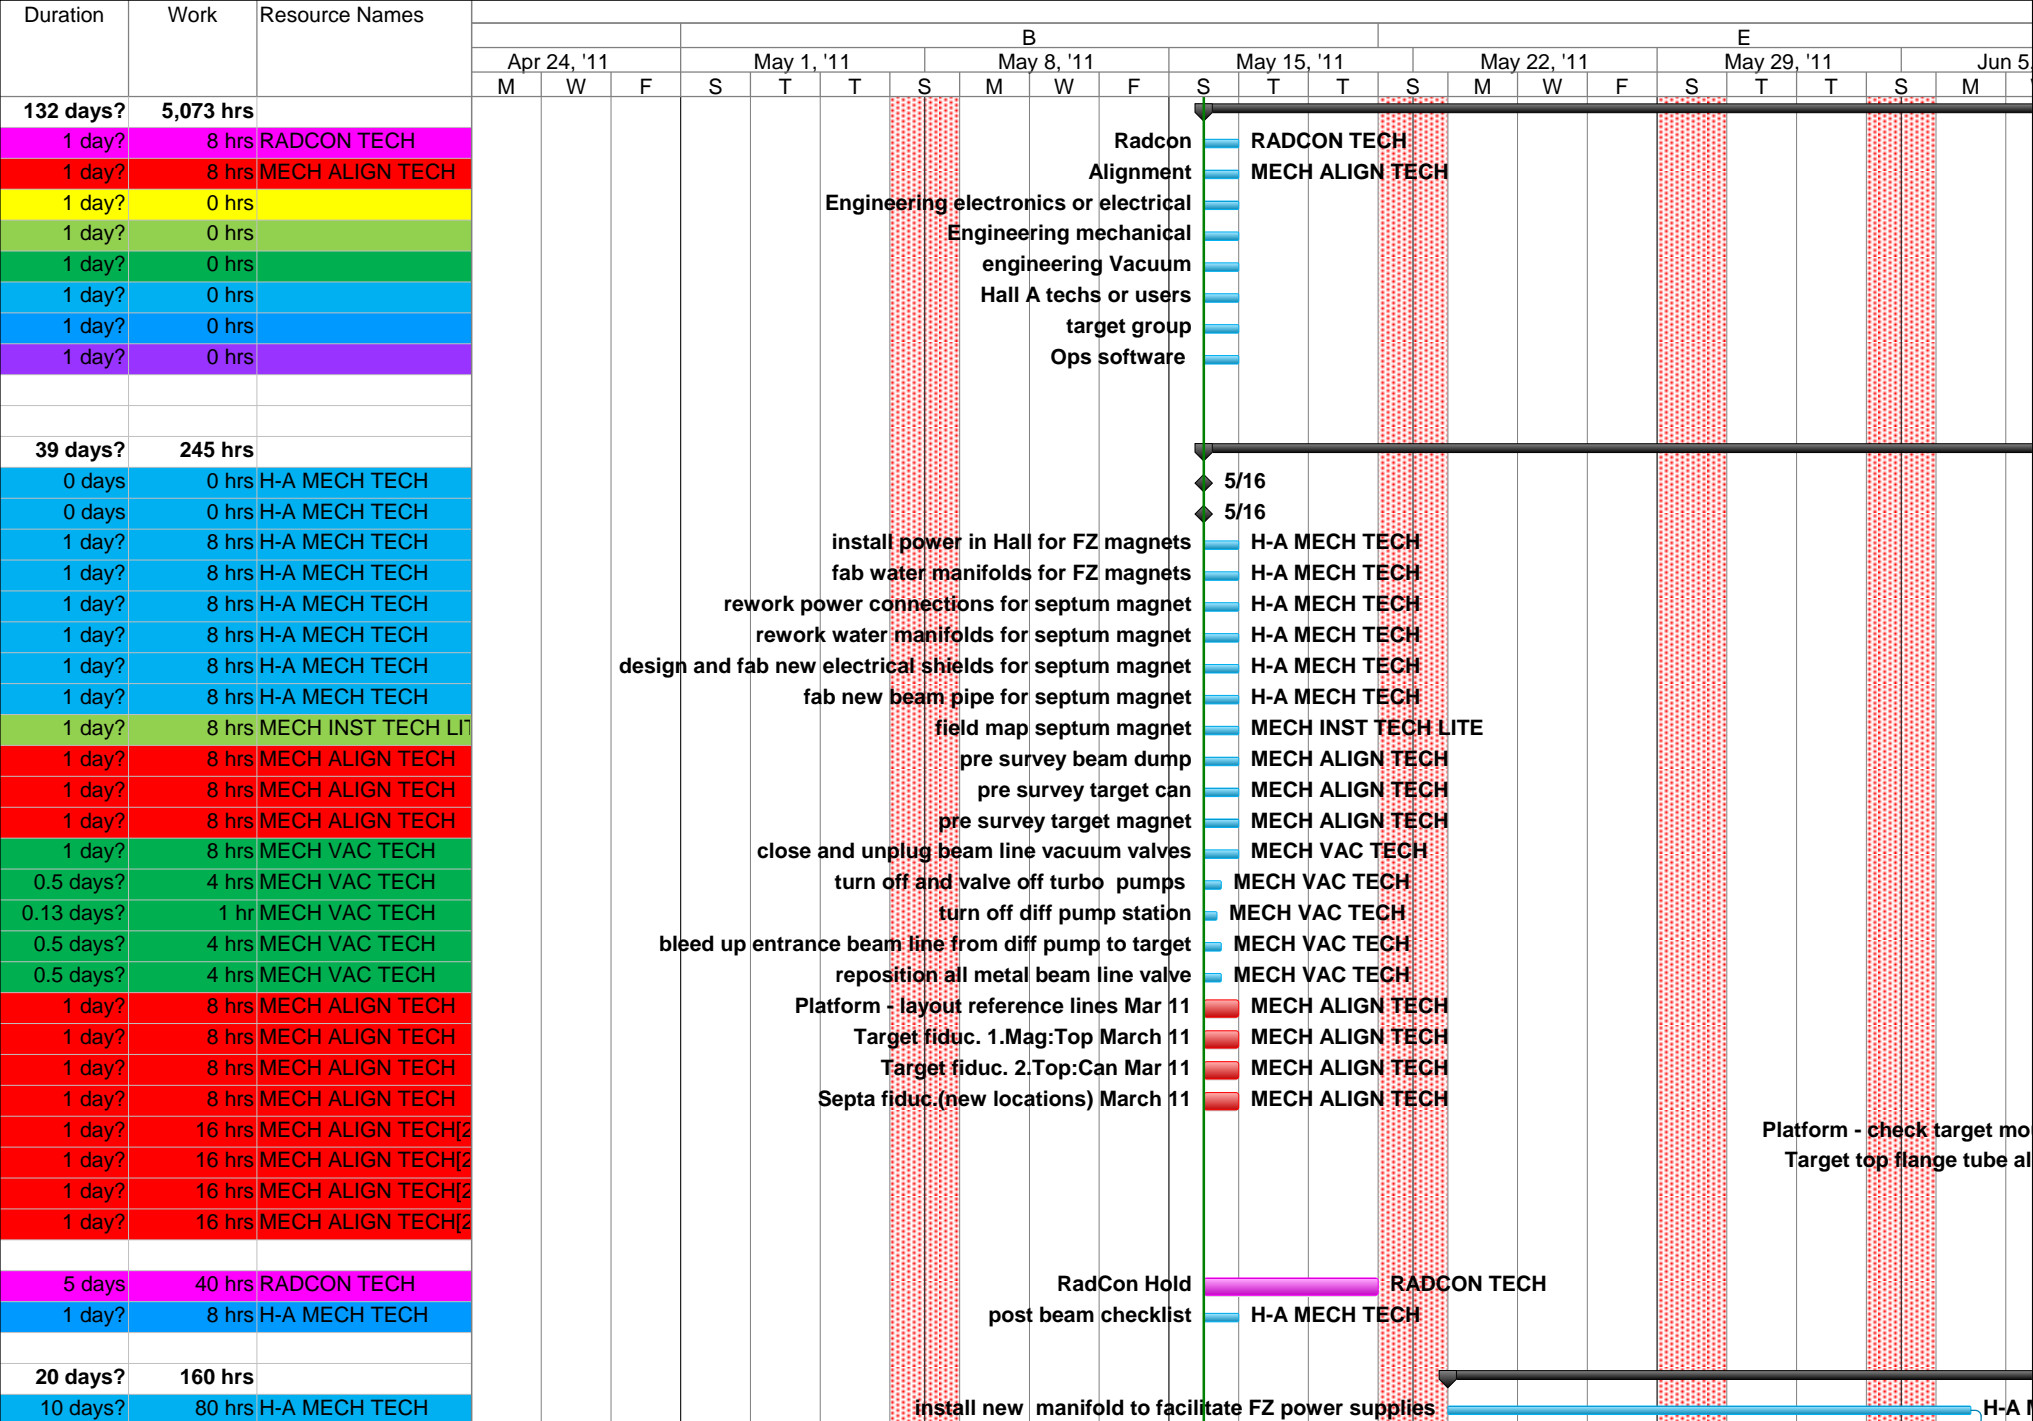 Duration Work Resource Names
B E
Apr 24, '11 May 1, '11 May 8, '11 May 15, '11 May 22, '11 May 29, '11 Jun 5,
M W F S T T S M W F S T T S M W F S T T S M
132 days? 5,073 hrs
1 day? 8 hrs RADCON TECH Radcon RADCON TECH
1 day? 8 hrs MECH ALIGN TECH Alignment MECH ALIGN TECH
1 day? 0 hrs Engineering electronics or electrical
1 day? 0 hrs Engineering mechanical
1 day? 0 hrs engineering Vacuum
1 day? 0 hrs Hall A techs or users
1 day? 0 hrs target group
1 day? 0 hrs Ops software
39 days? 245 hrs
0 days 0 hrs H-A MECH TECH 5/16
0 days 0 hrs H-A MECH TECH 5/16
1 day? 8 hrs H-A MECH TECH install power in Hall for FZ magnets H-A MECH TECH
1 day? 8 hrs H-A MECH TECH fab water manifolds for FZ magnets H-A MECH TECH
1 day? 8 hrs H-A MECH TECH rework power connections for septum magnet H-A MECH TECH
1 day? 8 hrs H-A MECH TECH rework water manifolds for septum magnet H-A MECH TECH
1 day? 8 hrs H-A MECH TECH design and fab new electrical shields for septum magnet H-A MECH TECH
1 day? 8 hrs H-A MECH TECH fab new beam pipe for septum magnet H-A MECH TECH
1 day? 8 hrs MECH INST TECH LIT field map septum magnet MECH INST TECH LITE
1 day? 8 hrs MECH ALIGN TECH pre survey beam dump MECH ALIGN TECH
1 day? 8 hrs MECH ALIGN TECH pre survey target can MECH ALIGN TECH
1 day? 8 hrs MECH ALIGN TECH pre survey target magnet MECH ALIGN TECH
1 day? 8 hrs MECH VAC TECH close and unplug beam line vacuum valves MECH VAC TECH
0.5 days? 4 hrs MECH VAC TECH turn off and valve off turbo pumps MECH VAC TECH
0.13 days? 1 hr MECH VAC TECH turn off diff pump station MECH VAC TECH
0.5 days? 4 hrs MECH VAC TECH bleed up entrance beam line from diff pump to target MECH VAC TECH
0.5 days? 4 hrs MECH VAC TECH reposition all metal beam line valve MECH VAC TECH
1 day? 8 hrs MECH ALIGN TECH Platform - layout reference lines Mar 11 MECH ALIGN TECH
1 day? 8 hrs MECH ALIGN TECH Target fiduc. 1.Mag:Top March 11 MECH ALIGN TECH
1 day? 8 hrs MECH ALIGN TECH Target fiduc. 2.Top:Can Mar 11 MECH ALIGN TECH
1 day? 8 hrs MECH ALIGN TECH Septa fiduc.(new locations) March 11 MECH ALIGN TECH
1 day? 16 hrs MECH ALIGN TECH[2 Platform - check target mo
1 day? 16 hrs MECH ALIGN TECH[2 Target top flange tube al
1 day? 16 hrs MECH ALIGN TECH[2
1 day? 16 hrs MECH ALIGN TECH[2
5 days 40 hrs RADCON TECH RadCon Hold RADCON TECH
1 day? 8 hrs H-A MECH TECH post beam checklist H-A MECH TECH
20 days? 160 hrs
10 days? 80 hrs H-A MECH TECH install new manifold to facilitate FZ power supplies H-A